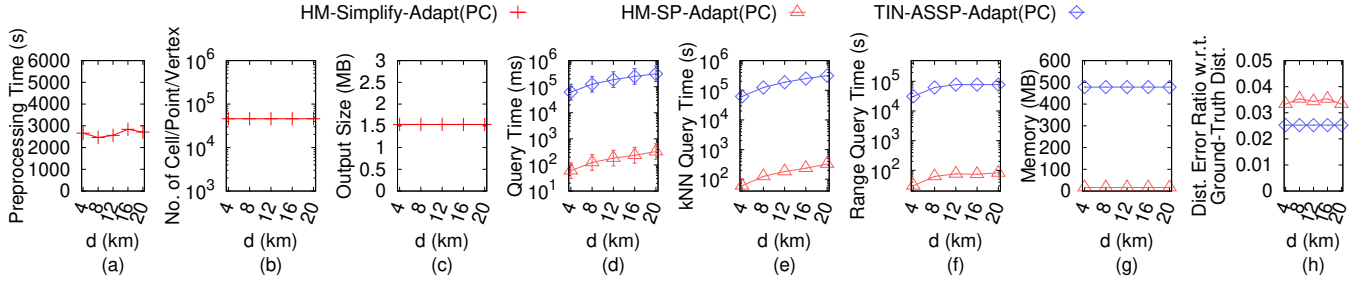 HM-Simplify-Adapt(PC) HM-SP-Adapt(PC) TIN-ASSP-Adapt(PC)
Preprocessing Time (s)
6000
5000
4000
3000
2000
1000
0
4 8 12 16 20
d (km)
(a)
No. of Cell/Point/Vertex
10^6
10^5
10^4
10^3
4 8 12 16 20
d (km)
(b)
Output Size (MB)
3
2.5
2
1.5
1
0.5
0
4 8 12 16 20
d (km)
(c)
Query Time (ms)
10^6
10^5
10^4
10^3
10^2
10^1
4 8 12 16 20
d (km)
(d)
kNN Query Time (s)
10^6
10^5
10^4
10^3
10^2
4 8 12 16 20
d (km)
(e)
Range Query Time (s)
10^5
10^4
10^3
10^2
4 8 12 16 20
d (km)
(f)
Memory (MB)
600
500
400
300
200
100
0
4 8 12 16 20
d (km)
(g)
Dist. Error Ratio w.r.t.
Ground-Truth Dist.
0.05
0.04
0.03
0.02
0.01
0
4 8 12 16 20
d (km)
(h)